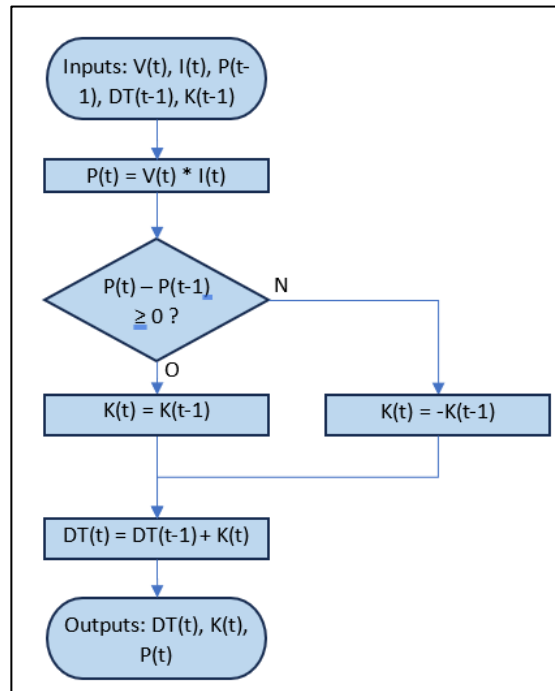 Inputs: V(t), I(t), P(t-
1), DT(t-1), K(t-1)
P(t) = V(t) * I(t)
P(t) – P(t-1)
≥ 0 ?
N
O
K(t) = K(t-1)
K(t) = -K(t-1)
DT(t) = DT(t-1) + K(t)
Outputs: DT(t), K(t),
P(t)